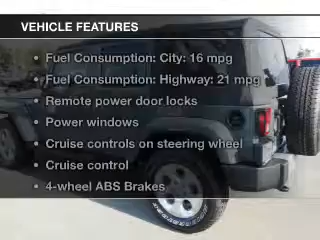 VEHICLE FEATURES
• Fuel Consumption: City: 16 mpg
• Fuel Consumption: Highway: 21 mpg
• Remote power door locks
• Power windows
• Cruise controls on steering wheel
• Cruise control
• 4-wheel ABS Brakes